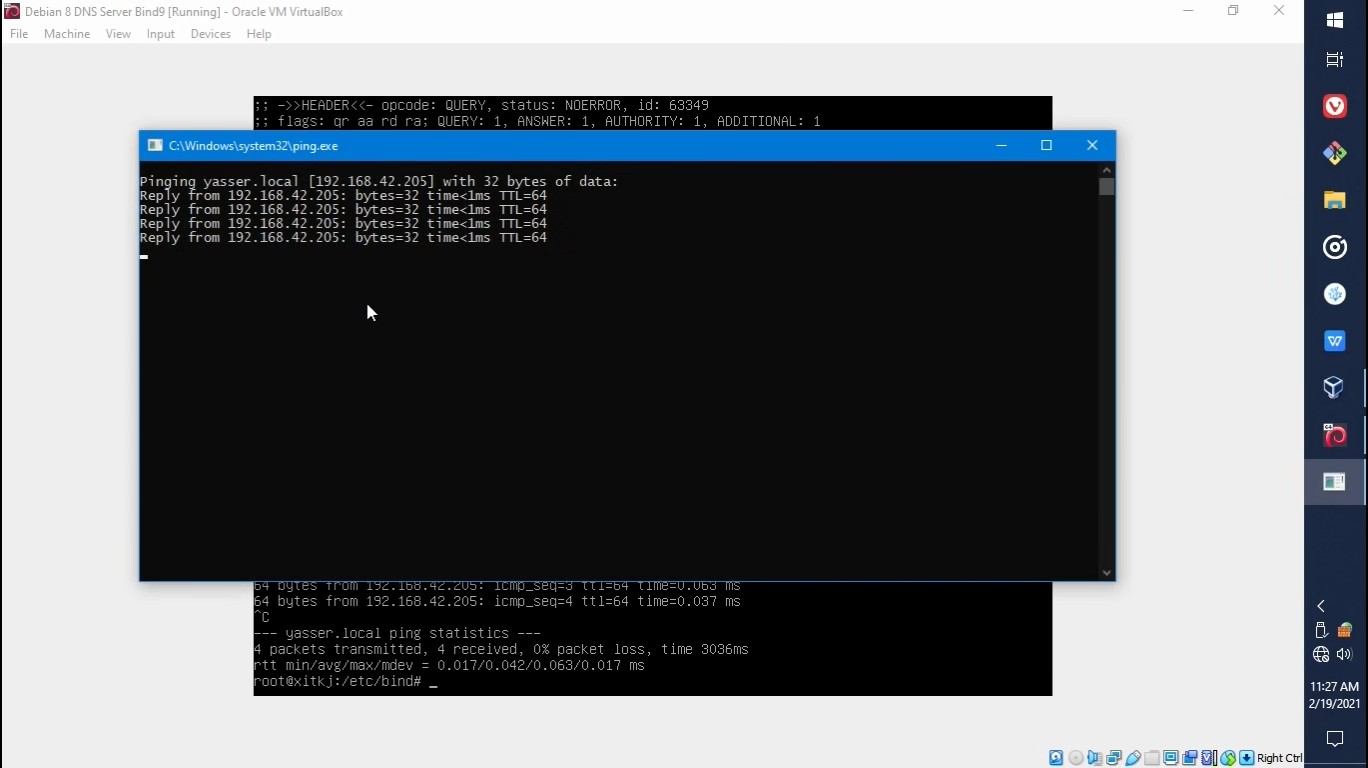 Debian 8 DNS Server Bind9 [Running] - Oracle VM VirtualBox
File Machine View Input Devices Help
;; ->>HEADER<<- opcode: QUERY, status: NOERROR, id: 63349
;; flags: qr aa rd ra; QUERY: 1, ANSWER: 1, AUTHORITY: 1, ADDITIONAL: 1
C:\Windows\system32\ping.exe
Pinging yasser.local [192.168.42.205] with 32 bytes of data:
Reply from 192.168.42.205: bytes=32 time<1ms TTL=64
Reply from 192.168.42.205: bytes=32 time<1ms TTL=64
Reply from 192.168.42.205: bytes=32 time<1ms TTL=64
Reply from 192.168.42.205: bytes=32 time<1ms TTL=64
64 bytes from 192.168.42.205: icmp_seq=3 ttl=64 time=0.063 ms
64 bytes from 192.168.42.205: icmp_seq=4 ttl=64 time=0.037 ms
^C
--- yasser.local ping statistics ---
4 packets transmitted, 4 received, 0% packet loss, time 3036ms
rtt min/avg/max/mdev = 0.017/0.042/0.063/0.017 ms
root@xitkj:/etc/bind# _
11:27 AM
2/19/2021
Right Ctrl